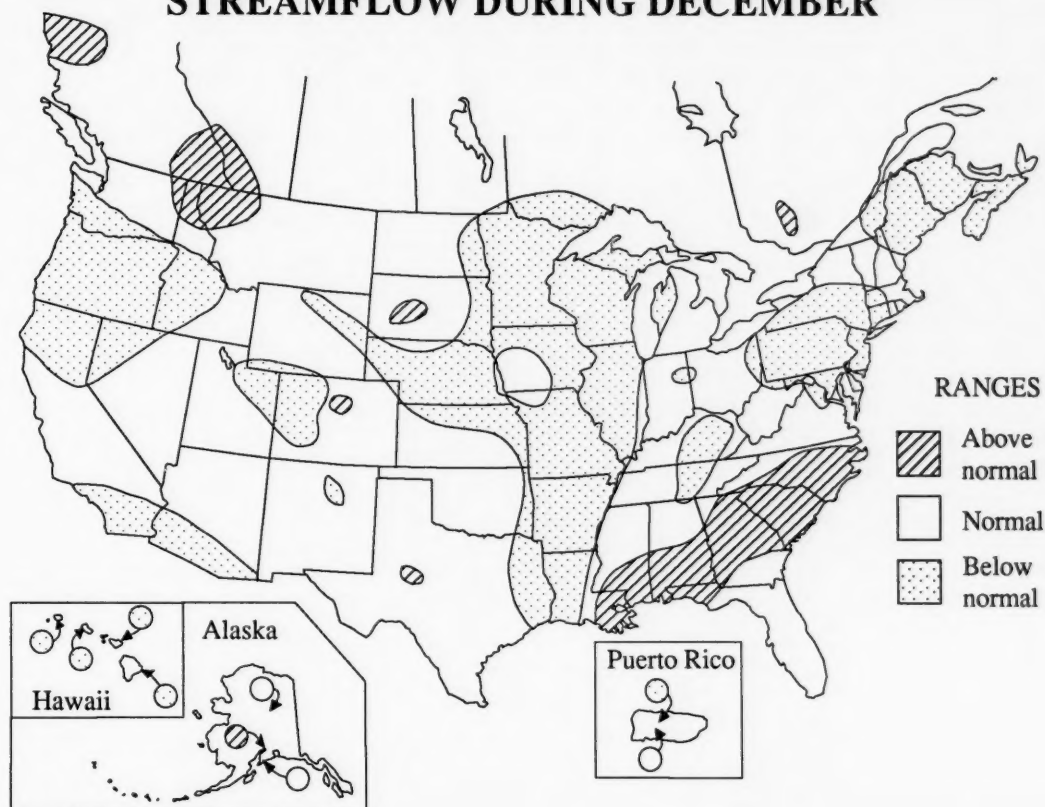 STREAMFLOW DURING DECEMBER
RANGES
Above
normal
Normal
Below
normal
Alaska
Hawaii
Puerto Rico